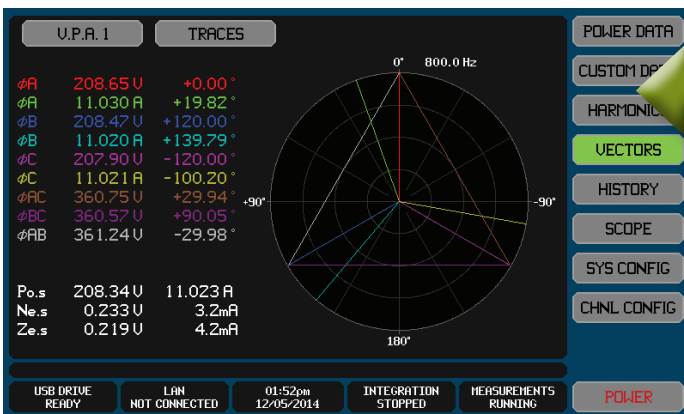 V.P.A. 1 TRACES
0° 800.0 Hz
ϕA 208.65 V +0.00 °
ϕA 11.030 A +19.82 °
ϕB 208.47 V +120.00 °
ϕB 11.020 A +139.79 °
ϕC 207.90 V -120.00 °
ϕC 11.021 A -100.20 °
ϕAC 360.75 V +29.94 °
ϕBC 360.57 V +90.05 °
ϕAB 361.24 V -29.98 °
+90° -90°
180°
Po.s 208.34 V 11.023 A
Ne.s 0.233 V 3.2mA
Ze.s 0.219 V 4.2mA
POWER DATA
CUSTOM
VECTORS
HISTORY
SCOPE
SYS CONFIG
CHNL CONFIG
POWER
USB DRIVE READY
LAN NOT CONNECTED
01:52pm 12/05/2014
INTEGRATION STOPPED
MEASUREMENTS RUNNING